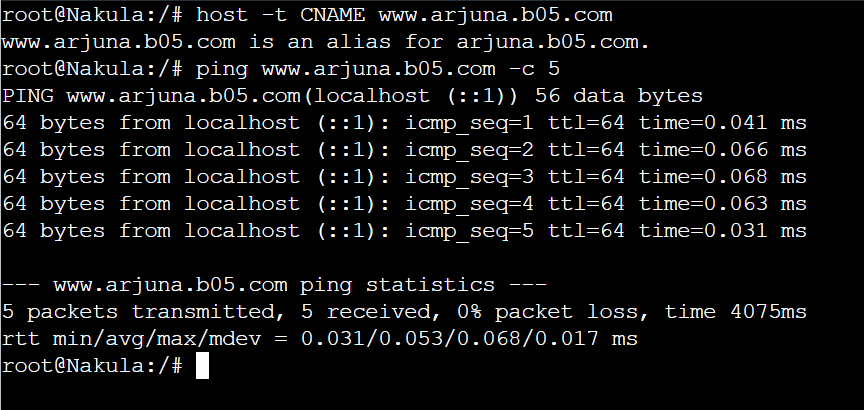 root@Nakula:/# host -t CNAME www.arjuna.b05.com
www.arjuna.b05.com is an alias for arjuna.b05.com.
root@Nakula:/# ping www.arjuna.b05.com -c 5
PING www.arjuna.b05.com(localhost (::1)) 56 data bytes
64 bytes from localhost (::1): icmp_seq=1 ttl=64 time=0.041 ms
64 bytes from localhost (::1): icmp_seq=2 ttl=64 time=0.066 ms
64 bytes from localhost (::1): icmp_seq=3 ttl=64 time=0.068 ms
64 bytes from localhost (::1): icmp_seq=4 ttl=64 time=0.063 ms
64 bytes from localhost (::1): icmp_seq=5 ttl=64 time=0.031 ms
--- www.arjuna.b05.com ping statistics ---
5 packets transmitted, 5 received, 0% packet loss, time 4075ms
rtt min/avg/max/mdev = 0.031/0.053/0.068/0.017 ms
root@Nakula:/#